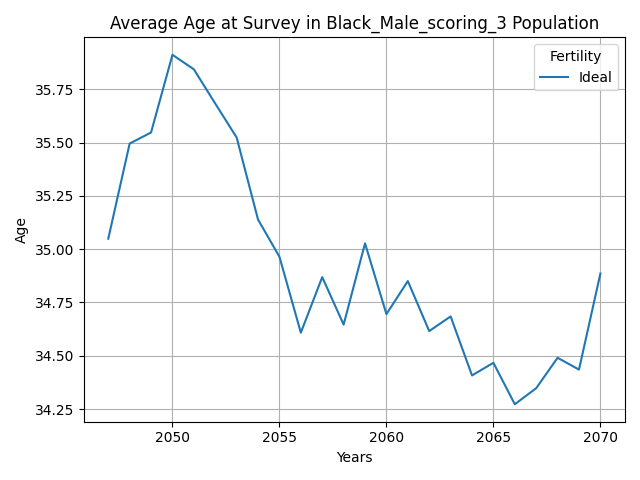 Average Age at Survey in Black_Male_scoring_3 Population
Fertility
Ideal
Age
35.75
35.50
35.25
35.00
34.75
34.50
34.25
2050
2055
2060
2065
2070
Years